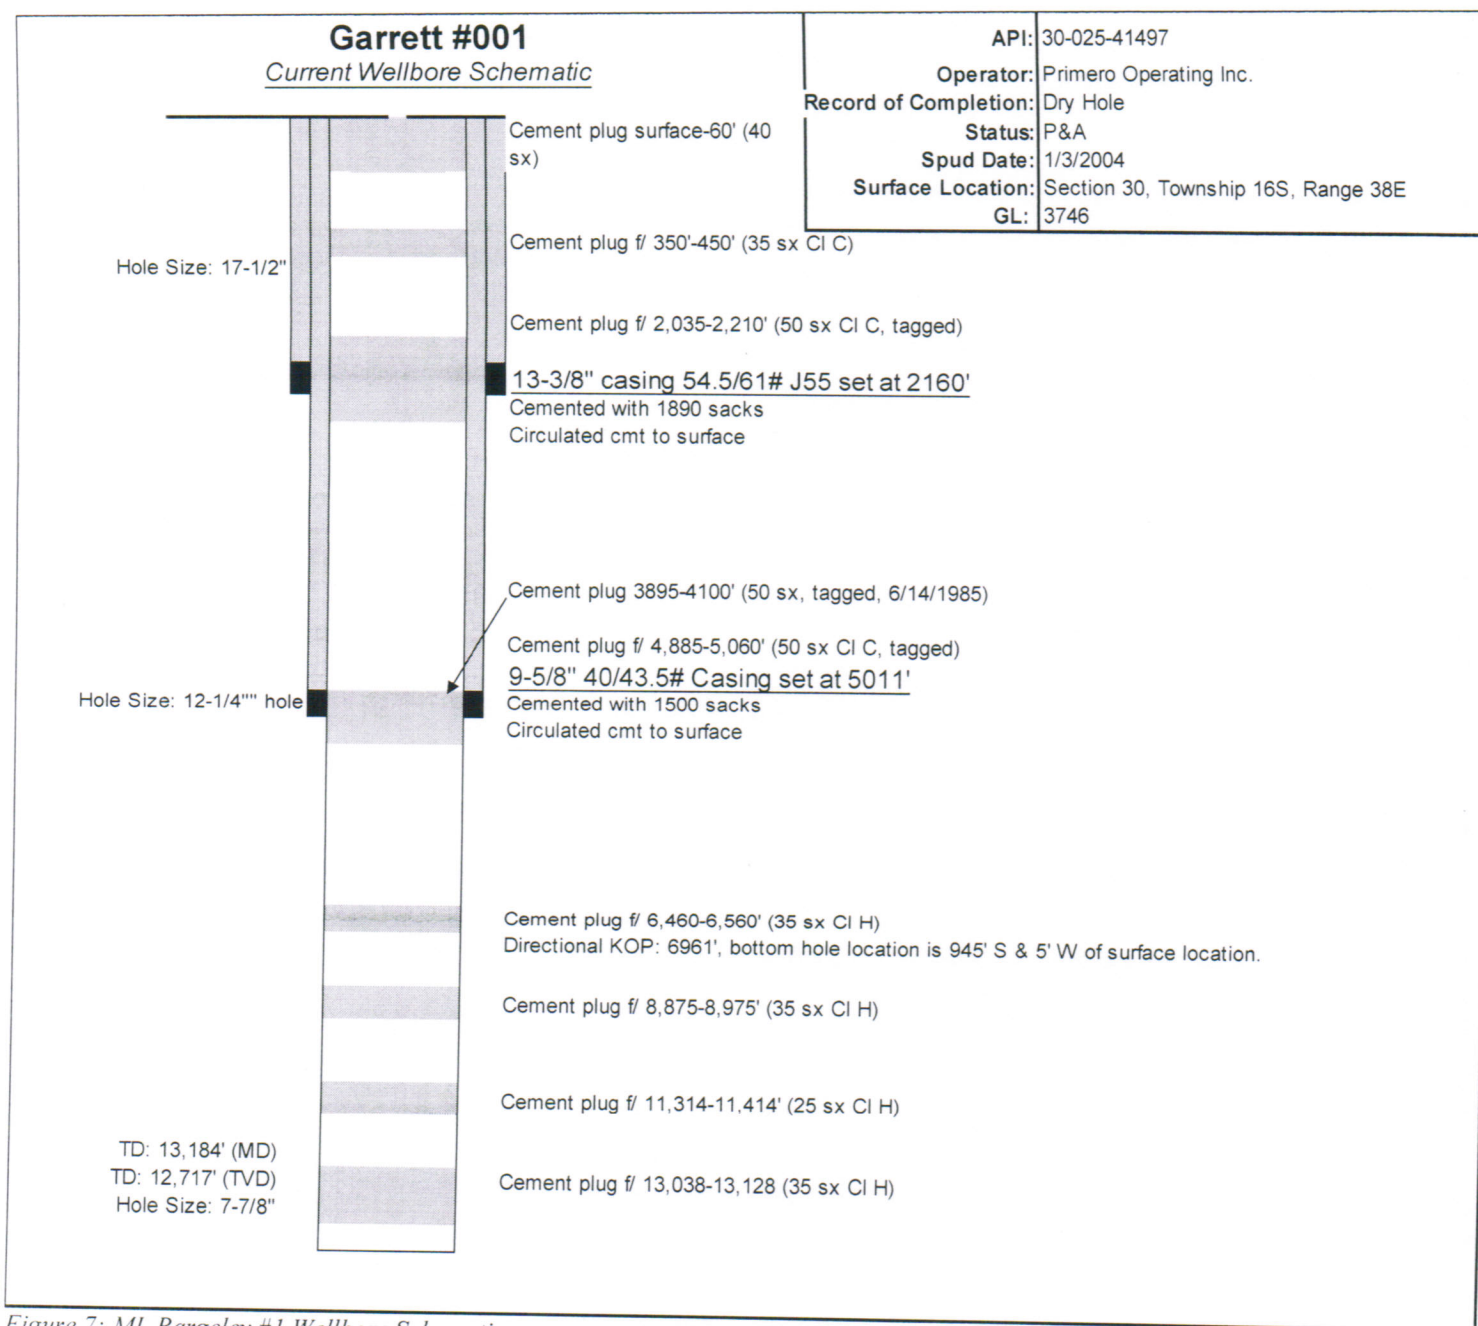 Garrett #001
Current Wellbore Schematic
API: 30-025-41497
Operator: Primero Operating Inc.
Record of Completion: Dry Hole
Status: P&A
Spud Date: 1/3/2004
Surface Location: Section 30, Township 16S, Range 38E
GL: 3746
Cement plug surface-60' (40
sx)
Cement plug f/ 350'-450' (35 sx Cl C)
Hole Size: 17-1/2"
Cement plug f/ 2,035-2,210' (50 sx Cl C, tagged)
13-3/8" casing 54.5/61# J55 set at 2160'
Cemented with 1890 sacks
Circulated cmt to surface
Cement plug 3895-4100' (50 sx, tagged, 6/14/1985)
Cement plug f/ 4,885-5,060' (50 sx Cl C, tagged)
9-5/8" 40/43.5# Casing set at 5011'
Hole Size: 12-1/4"" hole
Cemented with 1500 sacks
Circulated cmt to surface
Cement plug f/ 6,460-6,560' (35 sx Cl H)
Directional KOP: 6961', bottom hole location is 945' S & 5' W of surface location.
Cement plug f/ 8,875-8,975' (35 sx Cl H)
Cement plug f/ 11,314-11,414' (25 sx Cl H)
TD: 13,184' (MD)
TD: 12,717' (TVD)
Hole Size: 7-7/8"
Cement plug f/ 13,038-13,128 (35 sx Cl H)
Figure 7: ML #1 Wellbore